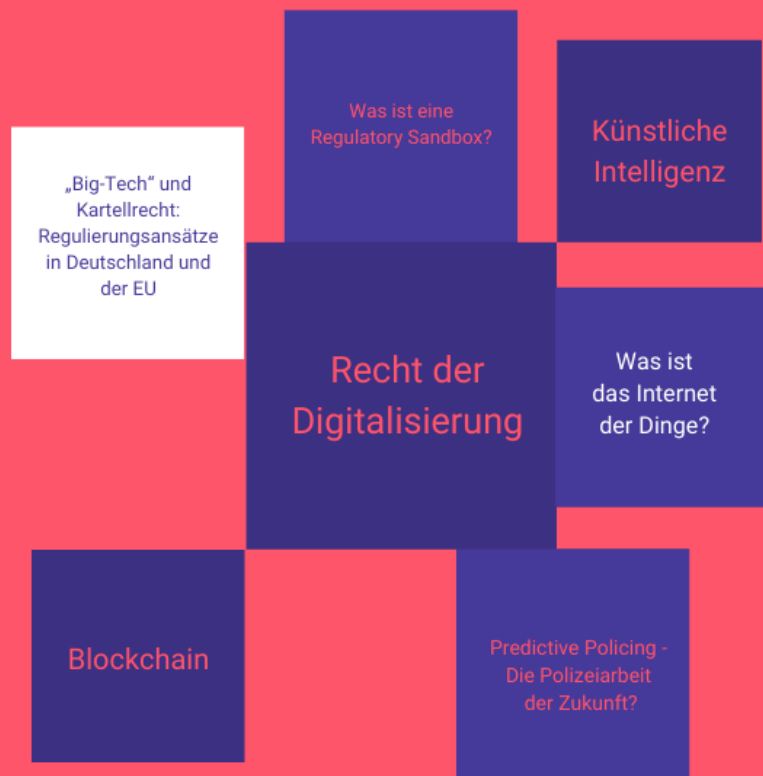 Was ist eine
Regulatory Sandbox?
Künstliche
Intelligenz
„Big-Tech“ und
Kartellrecht:
Regulierungsansätze
in Deutschland und
der EU
Recht der
Digitalisierung
Was ist
das Internet
der Dinge?
Blockchain
Predictive Policing -
Die Polizeiarbeit
der Zukunft?